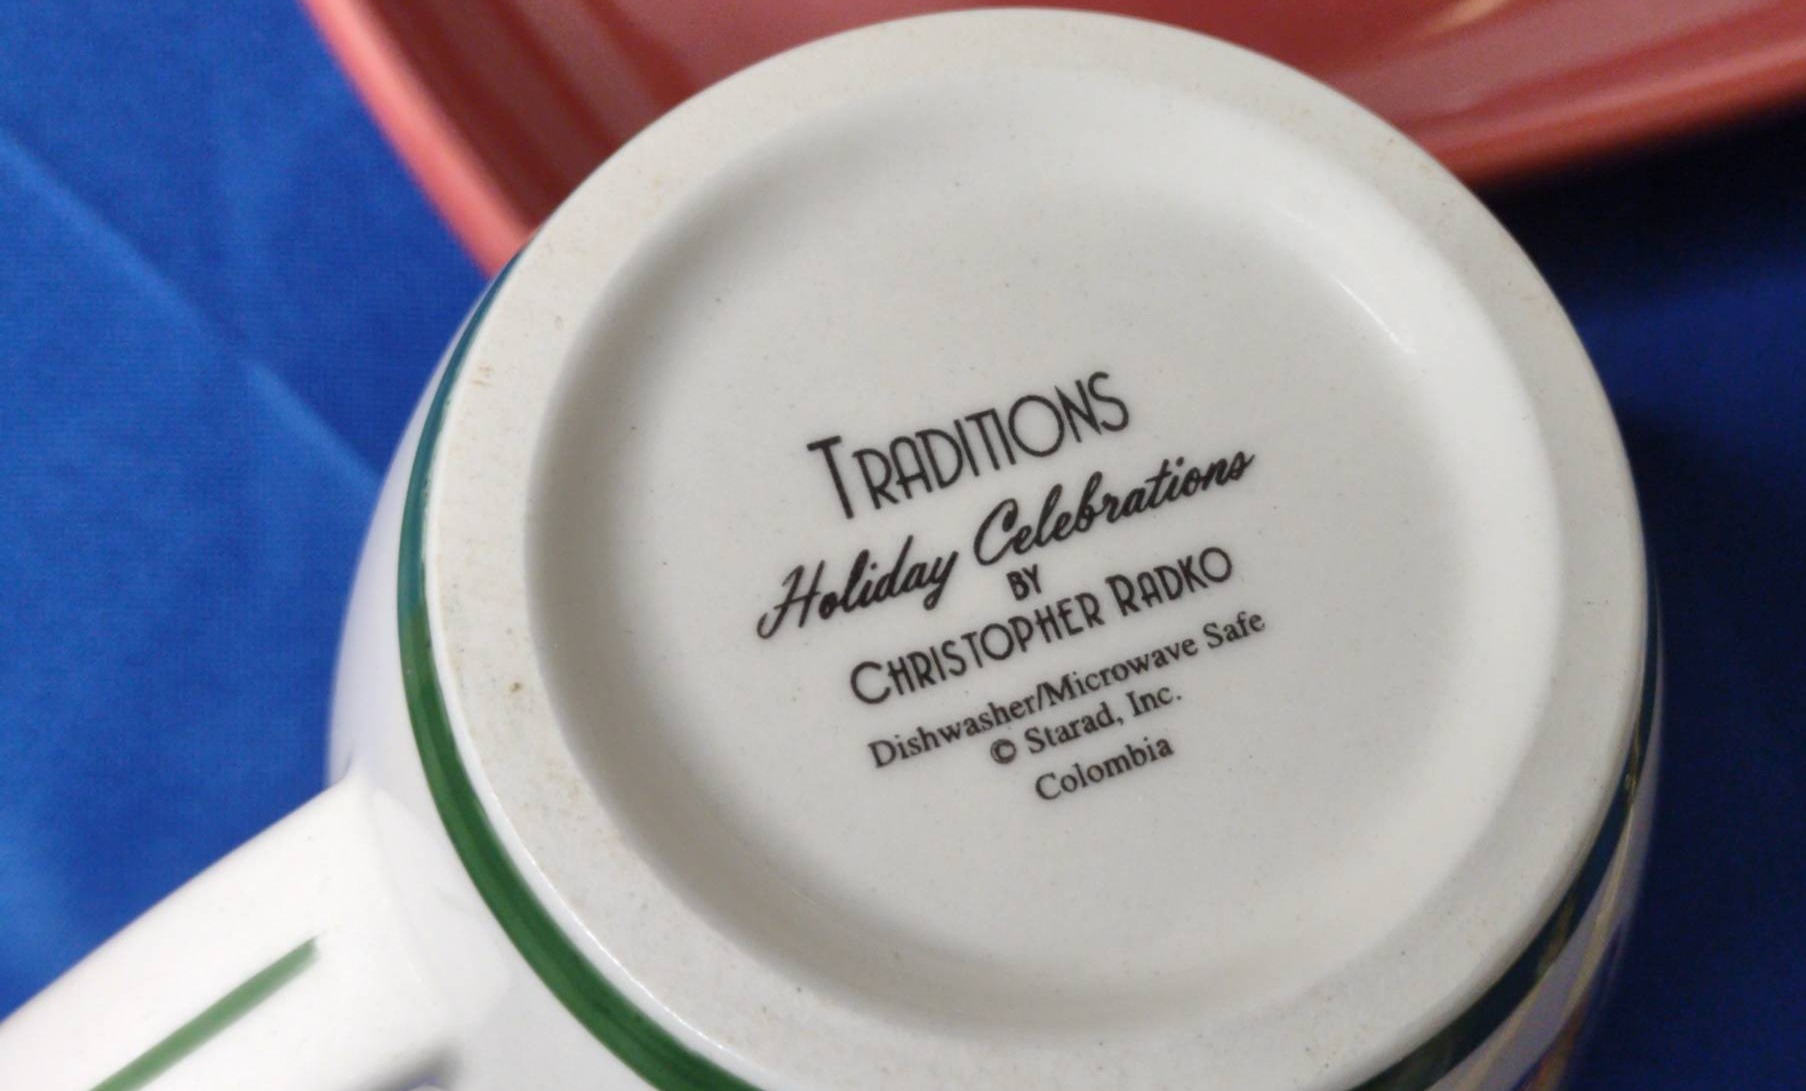 TRADITIONS
Holiday Celebrations
BY
CHRISTOPHER RADKO
Dishwasher/Microwave Safe
© Starad, Inc.
Colombia